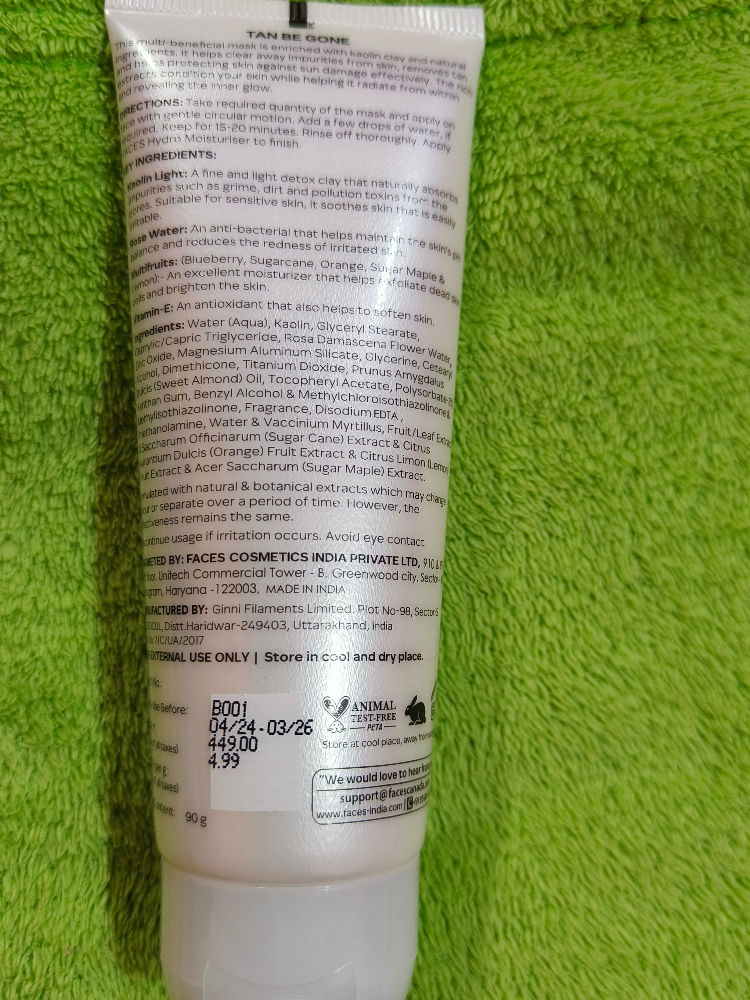 TAN BE GONE
This multi-beneficial mask is enriched with kaolin clay and natural
ingredients. It helps clear away impurities from skin, removes tan
and helps protecting skin against sun damage effectively. The rich
extracts condition your skin while helping it radiate from within
and revealing the inner glow.
DIRECTIONS: Take required quantity of the mask and apply on
face with gentle circular motion. Add a few drops of water, if
required. Keep for 15-20 minutes. Rinse off thoroughly. Apply
FACES Hydro Moisturiser to finish.
KEY INGREDIENTS:
Kaolin Light: A fine and light detox clay that naturally absorbs
impurities such as grime, dirt and pollution toxins from the
pores. Suitable for sensitive skin, it soothes skin that is easily
irritable.
Rose Water: An anti-bacterial that helps maintain the skin's pH
balance and reduces the redness of irritated skin.
Multifruits: (Blueberry, Sugarcane, Orange, Sugar Maple &
Lemon):- An excellent moisturizer that helps exfoliate dead skin
cells and brighten the skin.
Vitamin-E: An antioxidant that also helps to soften skin.
Ingredients: Water (Aqua), Kaolin, Glyceryl Stearate,
Caprylic/Capric Triglyceride, Rosa Damascena Flower Water,
Zinc Oxide, Magnesium Aluminum Silicate, Glycerine, Cetearyl
Alcohol, Dimethicone, Titanium Dioxide, Prunus Amygdalus
Dulcis (Sweet Almond) Oil, Tocopheryl Acetate, Polysorbate-20
Xanthan Gum, Benzyl Alcohol & Methylchloroisothiazolinone &
Methylisothiazolinone, Fragrance, Disodium EDTA,
Water & Vaccinium Myrtillus, Fruit/Leaf Extract
Saccharum Officinarum (Sugar Cane) Extract & Citrus
Aurantium Dulcis (Orange) Fruit Extract & Citrus Limon (Lemon)
Fruit Extract & Acer Saccharum (Sugar Maple) Extract.
with natural & botanical extracts which may change
or separate over a period of time. However, the
remains the same.
usage if irritation occurs. Avoid eye contact.
BY: FACES COSMETICS INDIA PRIVATE LTD, 910 &
Unitech Commercial Tower - B, Greenwood city, Sector-
Haryana -122003, MADE IN INDIA
BY: Ginni Filaments Limited. Plot No-98, Sector
Distt.Haridwar-249403, Uttarakhand, India
EXTERNAL USE ONLY | Store in cool and dry place.
No.:
Use Before:
B001
04/24-03/26
449.00
4.99
90 g
ANIMAL
TEST-FREE
PeTA
Store at cool place, away from
"We would love to hear from
support@facescanada
www.faces-india.com